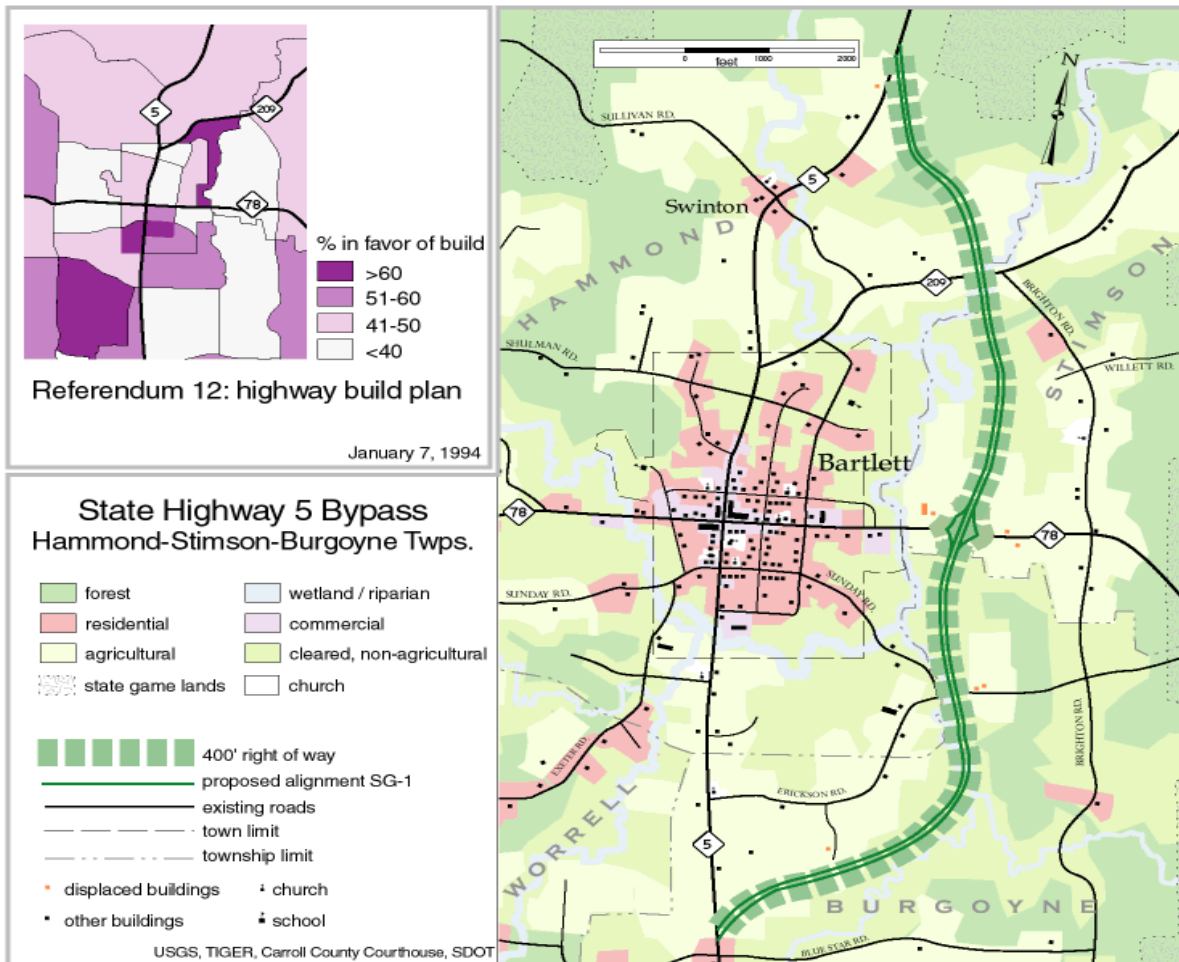 5
209
78
% in favor of build
>60
51-60
41-50
<40
Referendum 12: highway build plan
January 7, 1994
State Highway 5 Bypass
Hammond-Stimson-Burgoyne Twps.
forest
wetland / riparian
residential
commercial
agricultural
cleared, non-agricultural
state game lands
church
400' right of way
proposed alignment SG-1
existing roads
town limit
township limit
displaced buildings
church
other buildings
school
USGS, TIGER, Carroll County Courthouse, SDOT
0
1000
2000
feet
N
SULLIVAN RD.
5
Swinton
HAMMOND
209
STIMSON
BRIGHTON RD.
SHULMAN RD.
WILLETT RD.
Bartlett
78
78
SUNDAY RD.
SUNDAY RD.
EXETER RD.
BRIGHTON RD.
ERICKSON RD.
WORRELL
5
BURGOYNE
BLUE STAR RD.